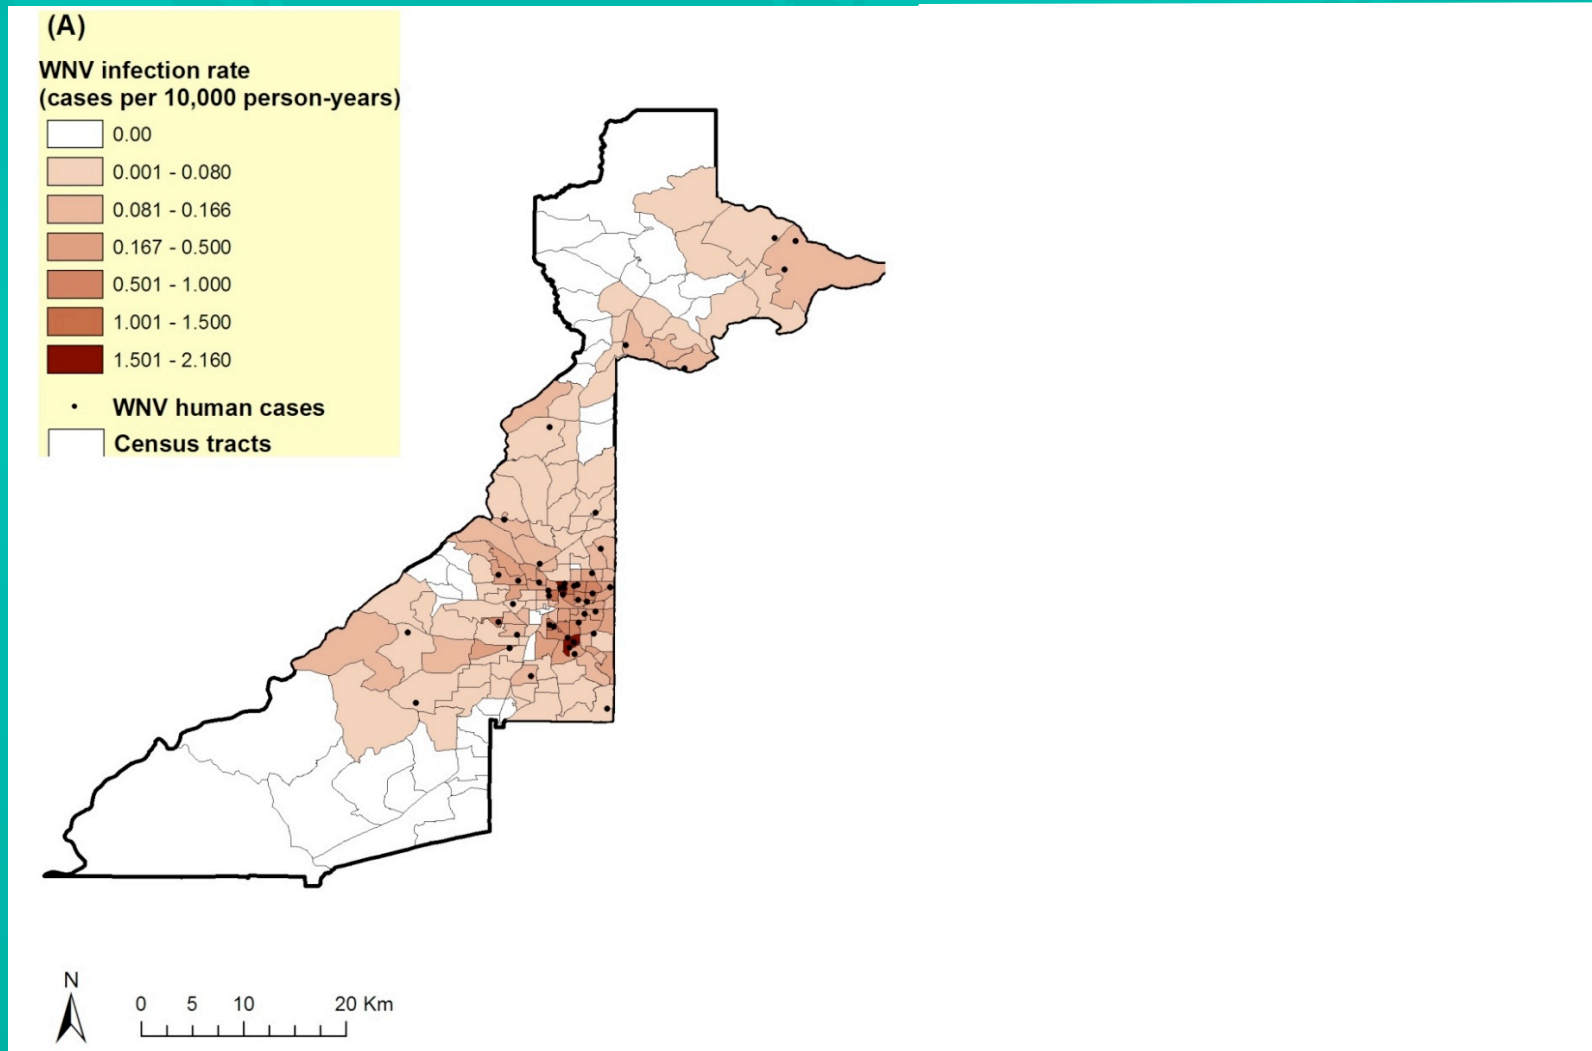 (A)
WNV infection rate
(cases per 10,000 person-years)
0.00
0.001 - 0.080
0.081 - 0.166
0.167 - 0.500
0.501 - 1.000
1.001 - 1.500
1.501 - 2.160
WNV human cases
Census tracts
N
0 5 10 20 Km